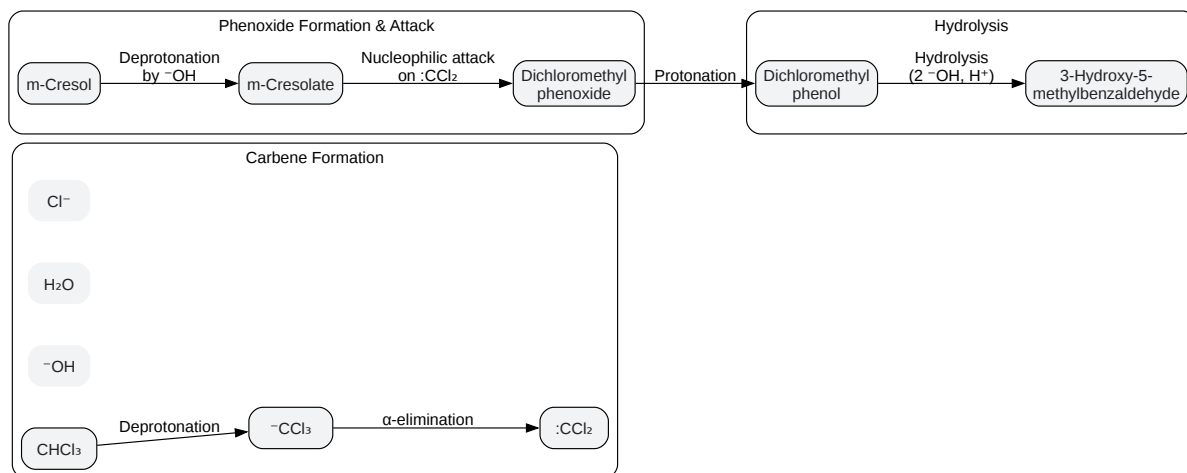 Phenoxide Formation & Attack
m-Cresol
Deprotonation
by ⁻OH
m-Cresolate
Nucleophilic attack
on :CCl₂
Dichloromethyl
phenoxide
Protonation
Hydrolysis
Dichloromethyl
phenol
Hydrolysis
(2 ⁻OH, H⁺)
3-Hydroxy-5-
methylbenzaldehyde
Carbene Formation
Cl⁻
H₂O
⁻OH
CHCl₃
Deprotonation
⁻CCl₃
α-elimination
:CCl₂